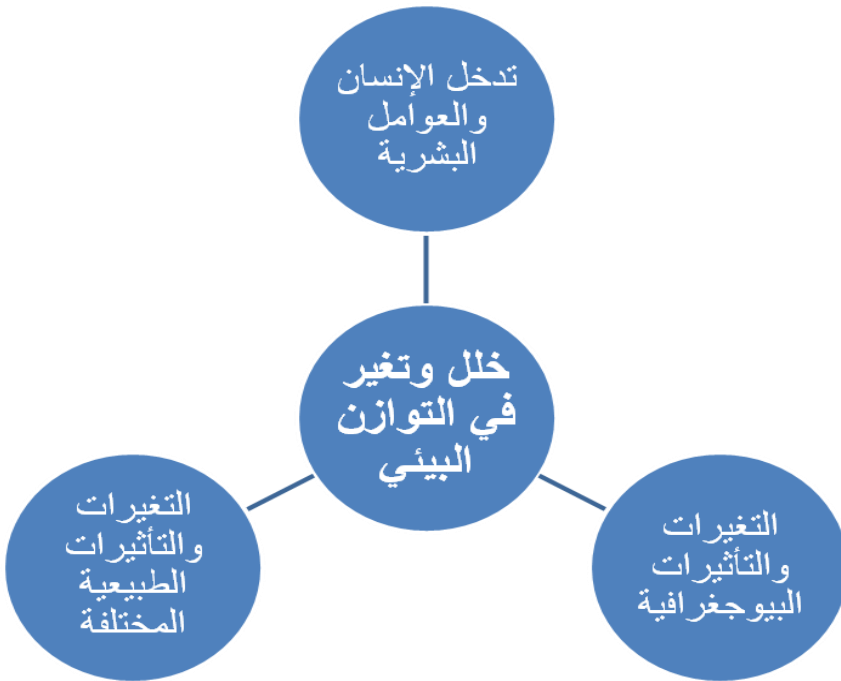 تدخل الإنسان
والعوامل
البشرية
خلل وتغير
في التوازن
البيئي
التغيرات
والتأثيرات
البيوجغرافية
التغيرات
والتأثيرات
الطبيعية
المختلفة